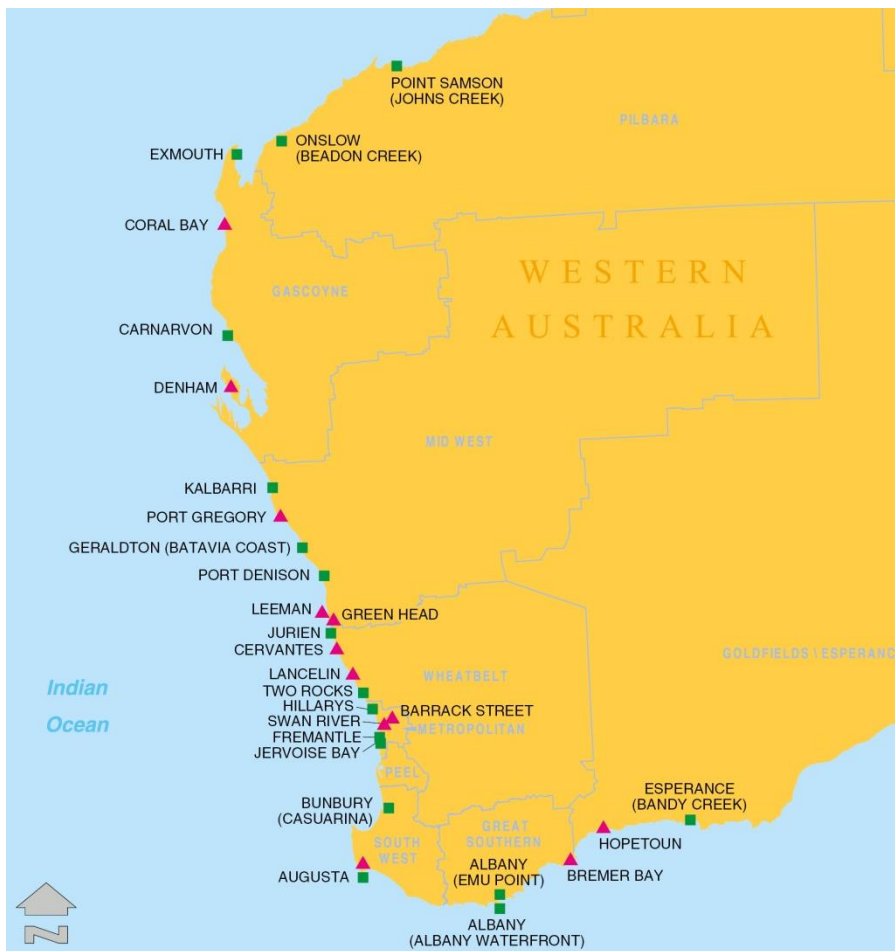 POINT SAMSON
(JOHNS CREEK)
PILBARA
ONSLOW
(BEADON CREEK)
EXMOUTH
CORAL BAY
WESTERN
AUSTRALIA
GASCOYNE
CARNARVON
DENHAM
MID WEST
KALBARRI
PORT GREGORY
GERALDTON (BATAVIA COAST)
PORT DENISON
LEEMAN
GREEN HEAD
JURIEN
CERVANTES
WHEATBELT
GOLDFIELDS \ ESPERANC
LANCELIN
Indian
Ocean
TWO ROCKS
HILLARYS
BARRACK STREET
SWAN RIVER
METROPOLITAN
FREMANTLE
JERVOISE BAY
PEEL
ESPERANCE
(BANDY CREEK)
BUNBURY
(CASUARINA)
GREAT
SOUTHERN
HOPETOUN
SOUTH
WEST
ALBANY
(EMU POINT)
BREMER BAY
AUGUSTA
ALBANY
(ALBANY WATERFRONT)
N